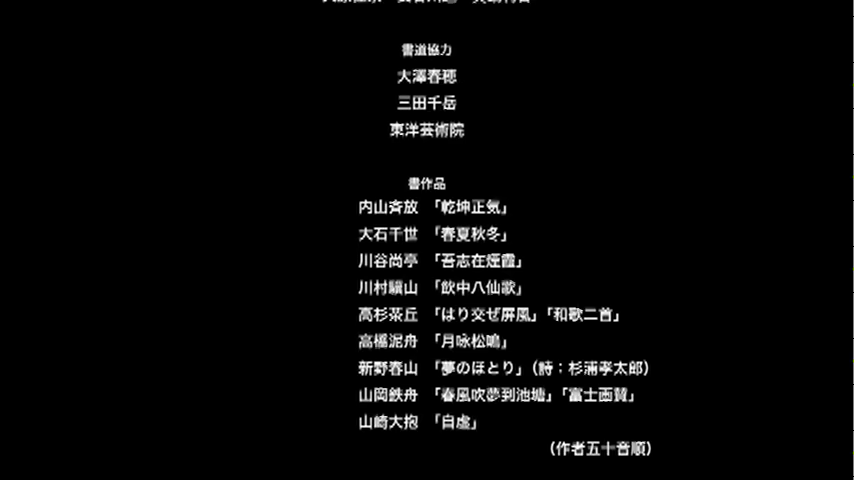 書道協力
大澤春穂
三田千岳
東洋芸術院
書作品
内山斉放 「乾坤正気」
大石千世 「春夏秋冬」
川谷尚亭 「吾志在煙霞」
川村驥山 「飲中八仙歌」
高杉茶丘 「はり交ぜ屏風」「和歌二首」
高橋泥舟 「月咏松鳴」
新野春山 「夢のほとり」(詩:杉浦孝太郎)
山岡鉄舟 「春風吹夢到池塘」「富士画賛」
山崎大抱 「自虚」
(作者五十音順)